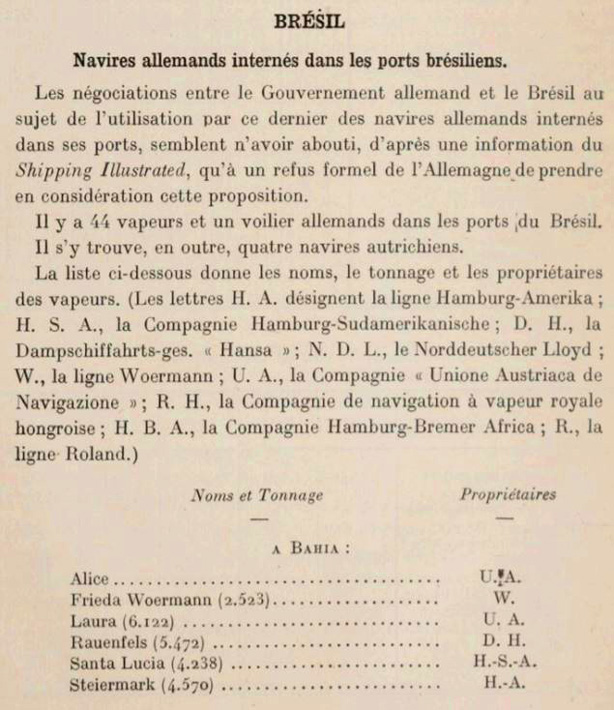 BRÉSIL
Navires allemands internés dans les ports brésiliens.
Les négociations entre le Gouvernement allemand et le Brésil au
sujet de l'utilisation par ce dernier des navires allemands internés
dans ses ports, semblent n'avoir abouti, d'après une information du
Shipping Illustrated, qu'à un refus formel de l'Allemagne de prendre
en considération cette proposition.
Il y a 44 vapeurs et un voilier allemands dans les ports du Brésil.
Il s'y trouve, en outre, quatre navires autrichiens.
La liste ci-dessous donne les noms, le tonnage et les propriétaires
des vapeurs. (Les lettres H. A. désignent la ligne Hamburg-Amerika ;
H. S. A., la Compagnie Hamburg-Sudamerikanische ; D. H., la
Dampschiffahrts-ges. « Hansa » ; N. D. L., le Norddeutscher Lloyd ;
W., la ligne Woermann ; U. A., la Compagnie « Unione Austriaca de
Navigazione » ; R. H., la Compagnie de navigation à vapeur royale
hongroise ; H. B. A., la Compagnie Hamburg-Bremer Africa ; R., la
ligne Roland.)
Noms et Tonnage Propriétaires
A BAHIA :
Alice ........................................ U. A.
Frieda Woermann (2.523)..................... W.
Laura (6.122) ................................ U. A.
Rauenfels (5.472) ............................. D. H.
Santa Lucia (4.238) .......................... H.-S.-A.
Steiermark (4.570) ........................... H.-A.